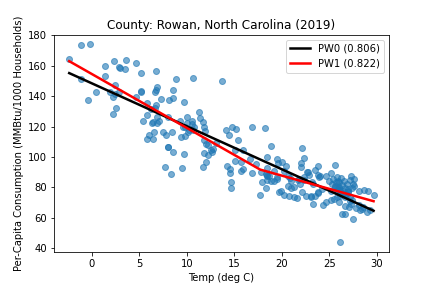 County: Rowan, North Carolina (2019)
Per-Capita Consumption (MMBtu/1000 Households)
180
160
140
120
100
80
60
40
PW0 (0.806)
PW1 (0.822)
0 5 10 15 20 25 30
Temp (deg C)